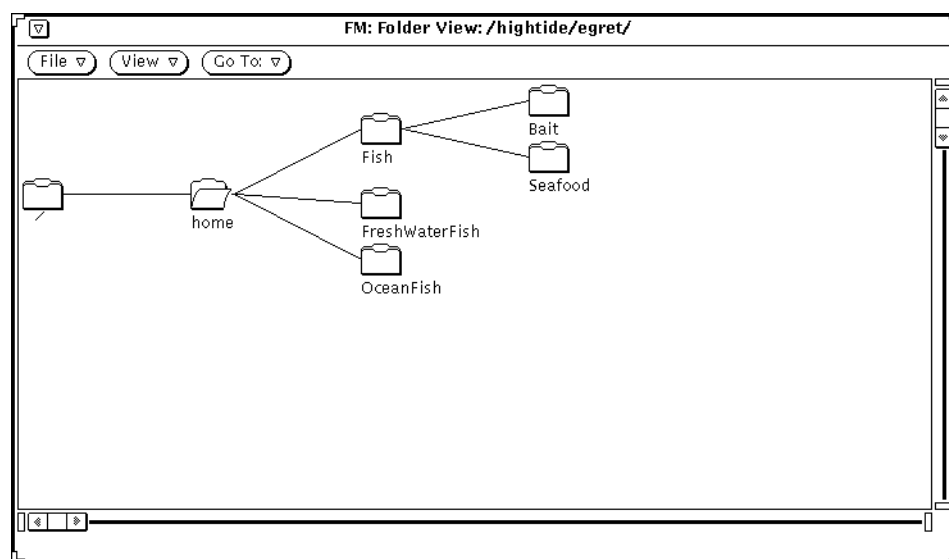 FM: Folder View: /hightide/egret/
File View Go To:
Bait
Fish
Seafood
/
home
FreshWaterFish
OceanFish